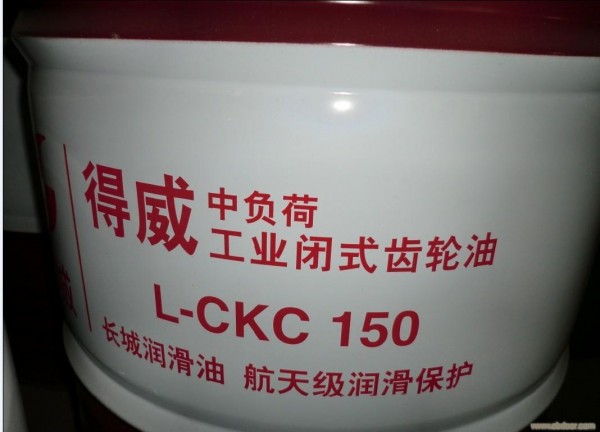 得威
中负荷
工业闭式齿轮油
L-CKC 150
长城润滑油 航天级润滑保护